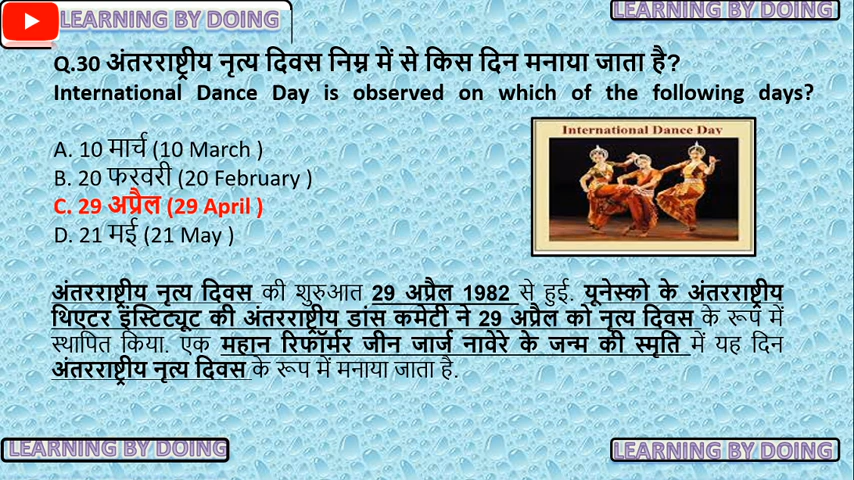 LEARNING BY DOING
LEARNING BY DOING
Q.30 अंतरराष्ट्रीय नृत्य दिवस निम्न में से किस दिन मनाया जाता है?
International Dance Day is observed on which of the following days?
A. 10 मार्च (10 March )
B. 20 फरवरी (20 February )
C. 29 अप्रैल (29 April )
D. 21 मई (21 May )
International Dance Day
अंतरराष्ट्रीय नृत्य दिवस की शुरुआत 29 अप्रैल 1982 से हुई. यूनेस्को के अंतरराष्ट्रीय
थिएटर इंस्टिट्यूट की अंतरराष्ट्रीय डांस कमेटी ने 29 अप्रैल को नृत्य दिवस के रूप में
स्थापित किया. एक महान रिफॉर्मर जीन जार्ज नावेरे के जन्म की स्मृति में यह दिन
अंतरराष्ट्रीय नृत्य दिवस के रूप में मनाया जाता है.
LEARNING BY DOING
LEARNING BY DOING